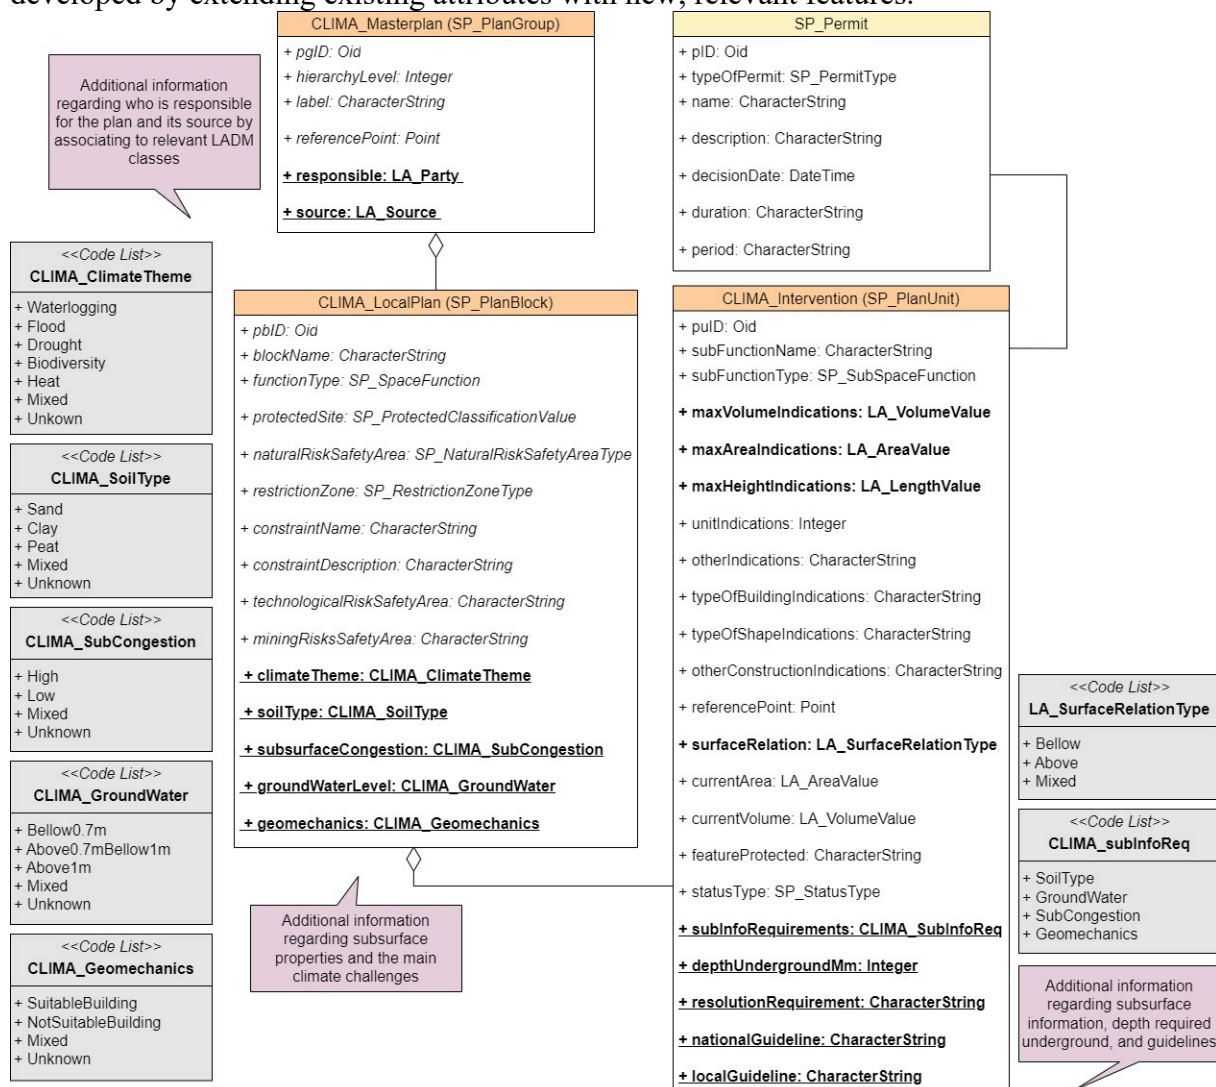 developed by extending existing attributes with new, relevant features.
CLIMA_Masterplan (SP_PlanGroup)
+ pgID: Oid
+ hierarchyLevel: Integer
+ label: CharacterString
+ referencePoint: Point
+ responsible: LA_Party
+ source: LA_Source
SP_Permit
+ pID: Oid
+ typeOfPermit: SP_PermitType
+ name: CharacterString
+ description: CharacterString
+ decisionDate: DateTime
+ duration: CharacterString
+ period: CharacterString
Additional information
regarding who is responsible
for the plan and its source by
associating to relevant LADM
classes
<<Code List>>
CLIMA_ClimateTheme
+ Waterlogging
+ Flood
+ Drought
+ Biodiversity
+ Heat
+ Mixed
+ Unkown
<<Code List>>
CLIMA_SoilType
+ Sand
+ Clay
+ Peat
+ Mixed
+ Unknown
<<Code List>>
CLIMA_SubCongestion
+ High
+ Low
+ Mixed
+ Unknown
<<Code List>>
CLIMA_GroundWater
+ Bellow0.7m
+ Above0.7mBellow1m
+ Above1m
+ Mixed
+ Unknown
<<Code List>>
CLIMA_Geomechanics
+ SuitableBuilding
+ NotSuitableBuilding
+ Mixed
+ Unknown
CLIMA_LocalPlan (SP_PlanBlock)
+ pbID: Oid
+ blockName: CharacterString
+ functionType: SP_SpaceFunction
+ protectedSite: SP_ProtectedClassificationValue
+ naturalRiskSafetyArea: SP_NaturalRiskSafetyAreaType
+ restrictionZone: SP_RestrictionZoneType
+ constraintName: CharacterString
+ constraintDescription: CharacterString
+ technologicalRiskSafetyArea: CharacterString
+ miningRisksSafetyArea: CharacterString
+ climateTheme: CLIMA_ClimateTheme
+ soilType: CLIMA_SoilType
+ subsurfaceCongestion: CLIMA_SubCongestion
+ groundWaterLevel: CLIMA_GroundWater
+ geomechanics: CLIMA_Geomechanics
Additional information
regarding subsurface
properties and the main
climate challenges
CLIMA_Intervention (SP_PlanUnit)
+ puID: Oid
+ subFunctionName: CharacterString
+ subFunctionType: SP_SubSpaceFunction
+ maxVolumeIndications: LA_VolumeValue
+ maxAreaIndications: LA_AreaValue
+ maxHeightIndications: LA_LengthValue
+ unitIndications: Integer
+ otherIndications: CharacterString
+ typeOfBuildingIndications: CharacterString
+ typeOfShapeIndications: CharacterString
+ otherConstructionIndications: CharacterString
+ referencePoint: Point
+ surfaceRelation: LA_SurfaceRelationType
+ currentArea: LA_AreaValue
+ currentVolume: LA_VolumeValue
+ featureProtected: CharacterString
+ statusType: SP_StatusType
+ subInfoRequirements: CLIMA_SubInfoReq
+ depthUndergroundMm: Integer
+ resolutionRequirement: CharacterString
+ nationalGuideline: CharacterString
+ localGuideline: CharacterString
<<Code List>>
LA_SurfaceRelationType
+ Bellow
+ Above
+ Mixed
<<Code List>>
CLIMA_subInfoReq
+ SoilType
+ GroundWater
+ SubCongestion
+ Geomechanics
Additional information
regarding subsurface
information, depth required
underground, and guidelines